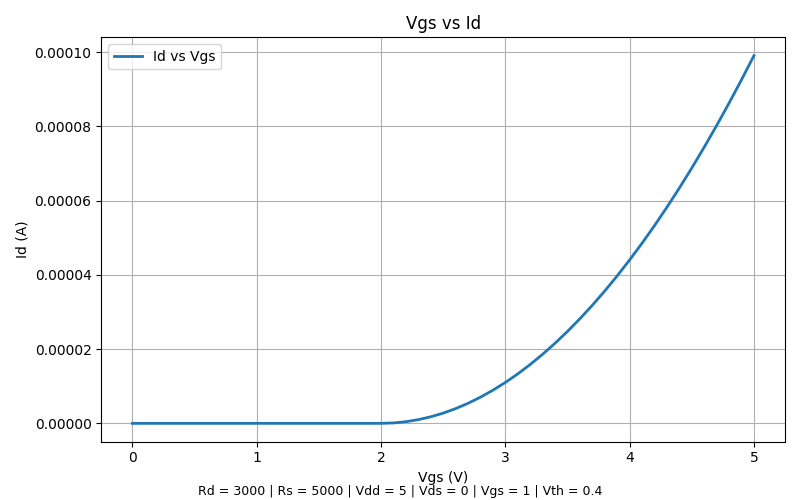 Vgs vs Id
Id vs Vgs
0.00010
0.00008
0.00006
0.00004
0.00002
0.00000
Id (A)
0 1 2 3 4 5
Vgs (V)
Rd = 3000 | Rs = 5000 | Vdd = 5 | Vds = 0 | Vgs = 1 | Vth = 0.4